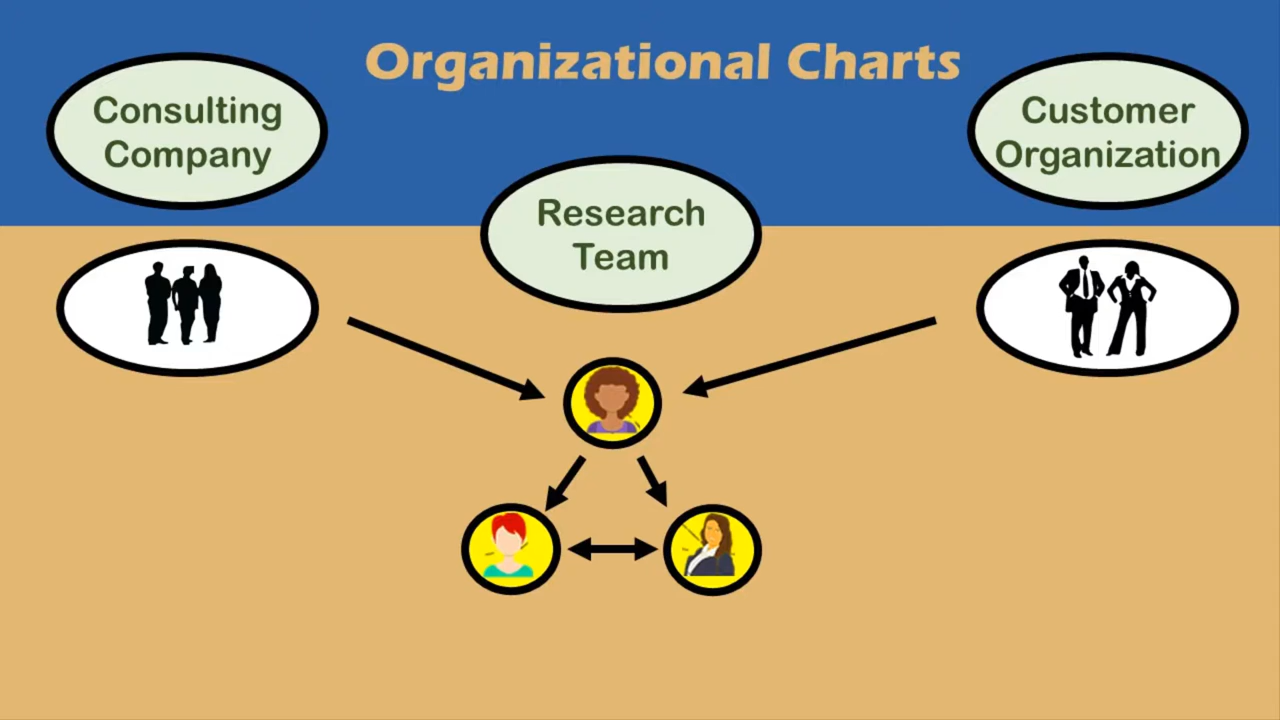 Organizational Charts
Consulting
Company
Research
Team
Customer
Organization